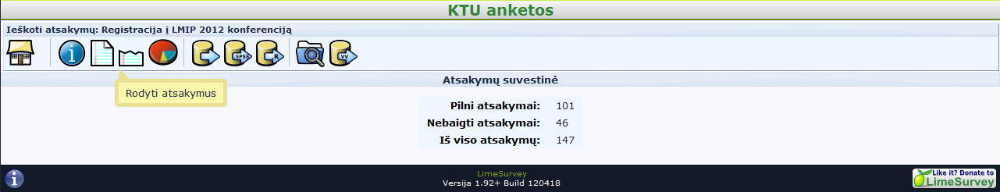 KTU anketos
Ieškoti atsakymų: Registracija į LMIP 2012 konferenciją
i .SPSS R .VV
Rodyti atsakymus
Atsakymų suvestinė
Pilni atsakymai: 101
Nebaigti atsakymai: 46
Iš viso atsakymų: 147
i
LimeSurvey
Versija 1.92+ Build 120418
Like it? Donate to
LimeSurvey